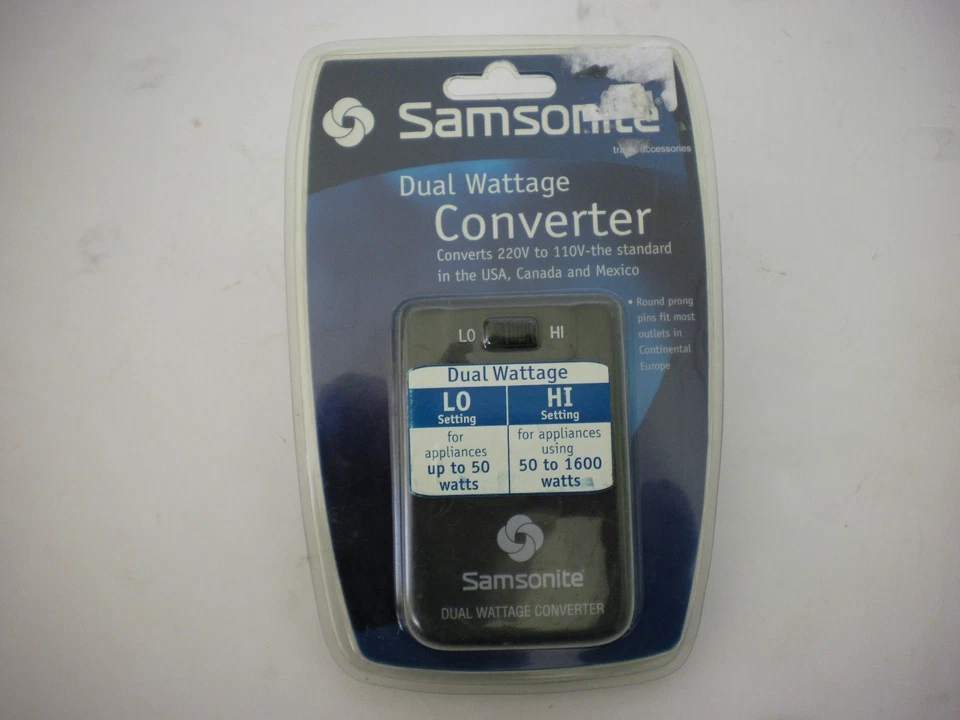 Samsonite
travel accessories
Dual Wattage
Converter
Converts 220V to 110V-the standard
in the USA, Canada and Mexico
• Round prong
pins fit most
outlets in
Continental
Europe
LO HI
Dual Wattage
LO
Setting
for
appliances
up to 50
watts
HI
Setting
for appliances
using
50 to 1600
watts
Samsonite
DUAL WATTAGE CONVERTER